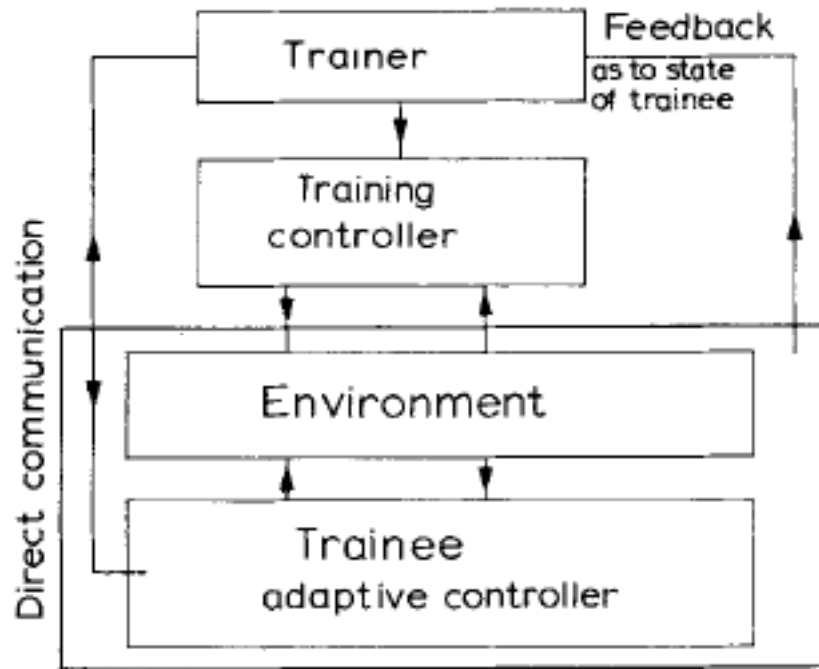 Trainer
Feedback
as to state
of trainee
Training
controller
Direct communication
Environment
Trainee
adaptive controller